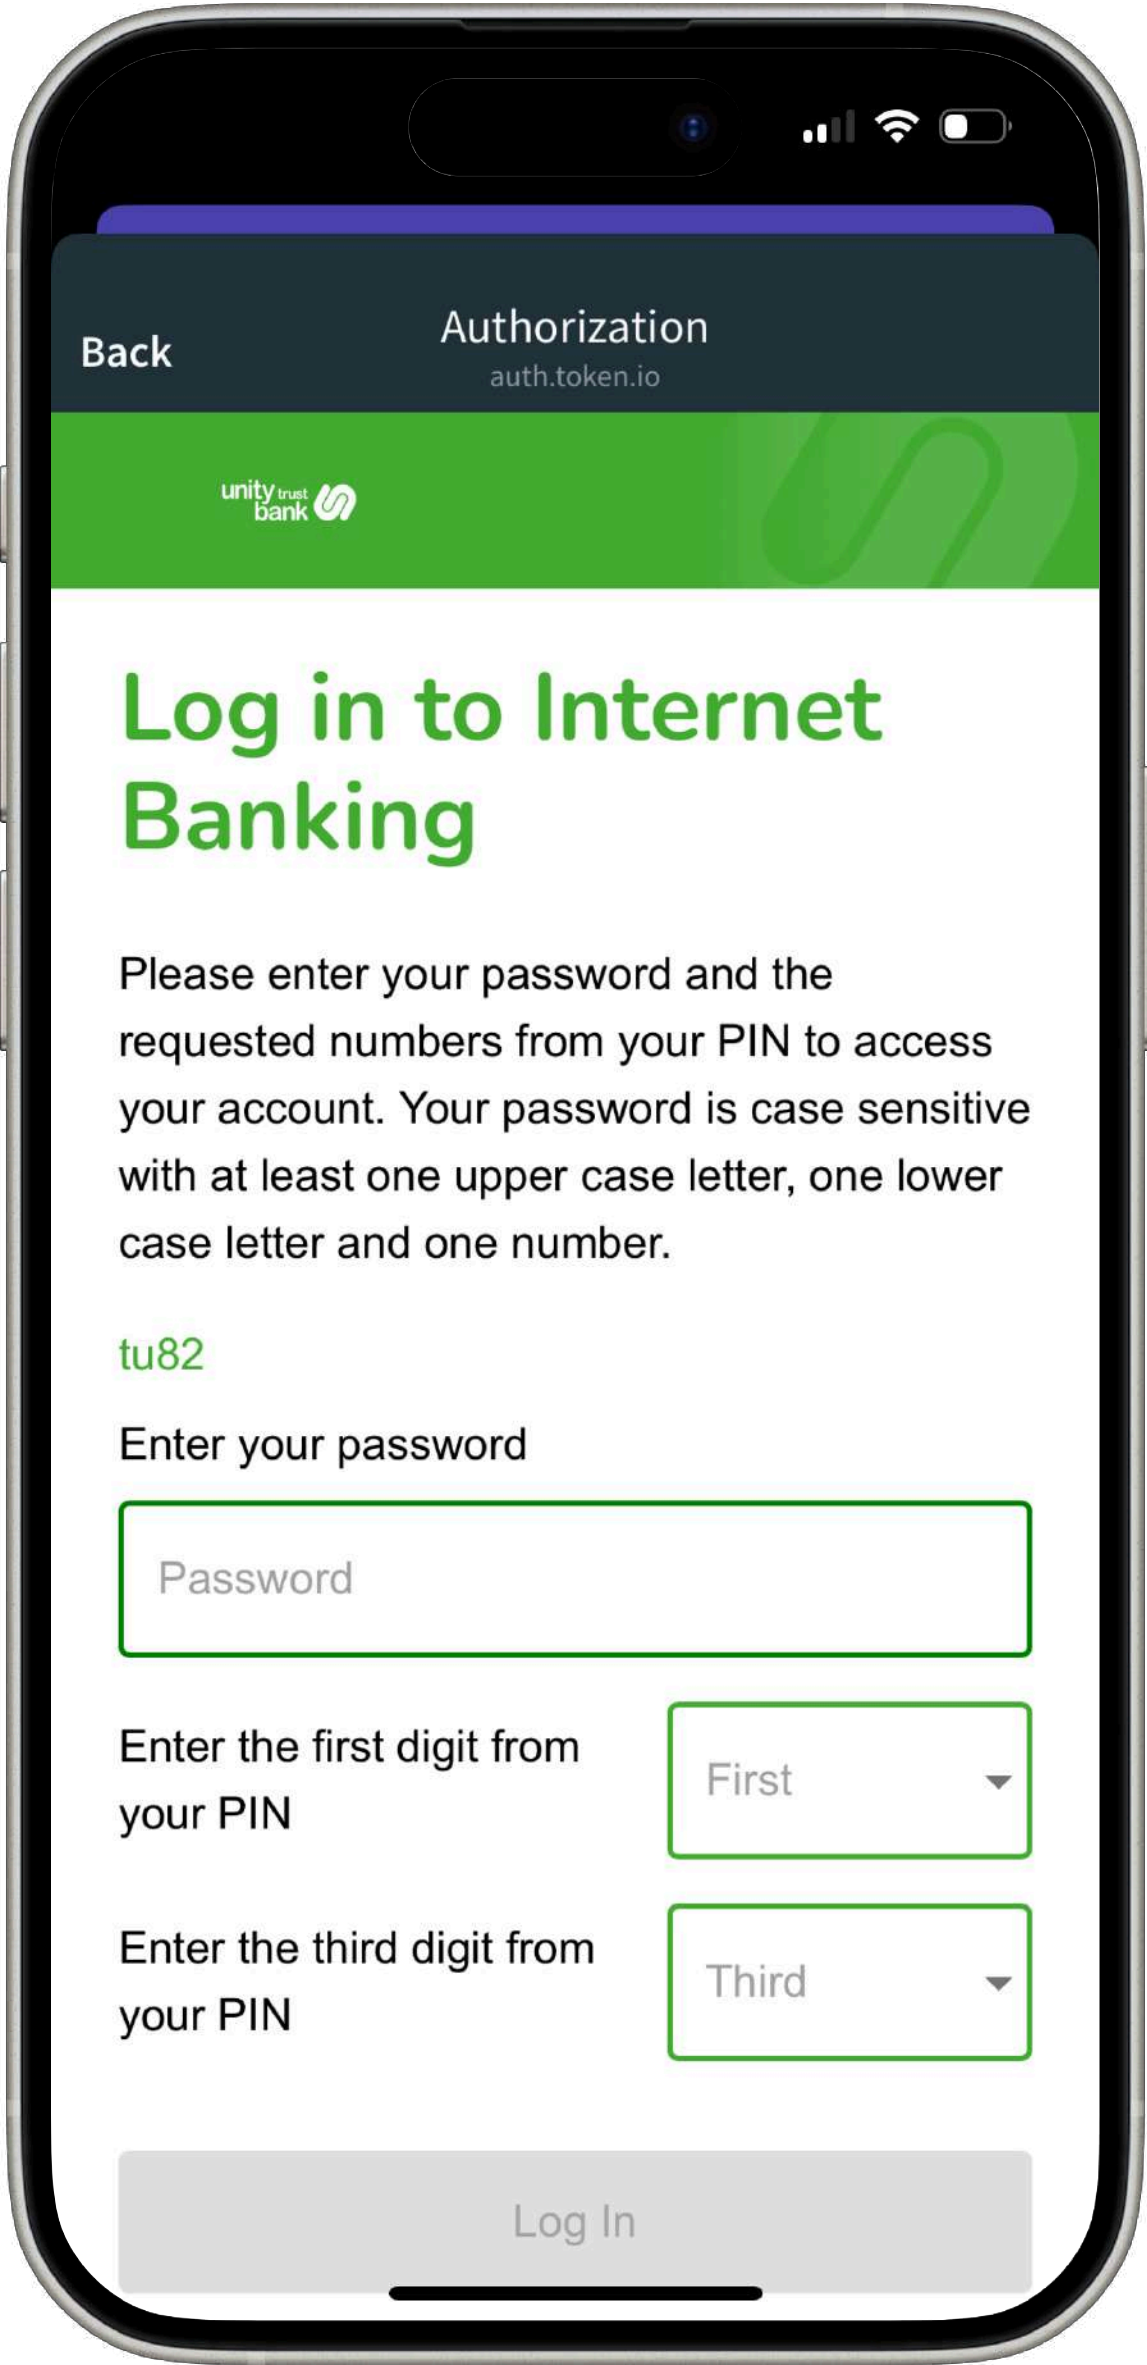 Back
Authorization
auth.token.io
unity trust
bank
Log in to Internet
Banking
Please enter your password and the
requested numbers from your PIN to access
your account. Your password is case sensitive
with at least one upper case letter, one lower
case letter and one number.
tu82
Enter your password
Password
Enter the first digit from
your PIN
First
Enter the third digit from
your PIN
Third
Log In